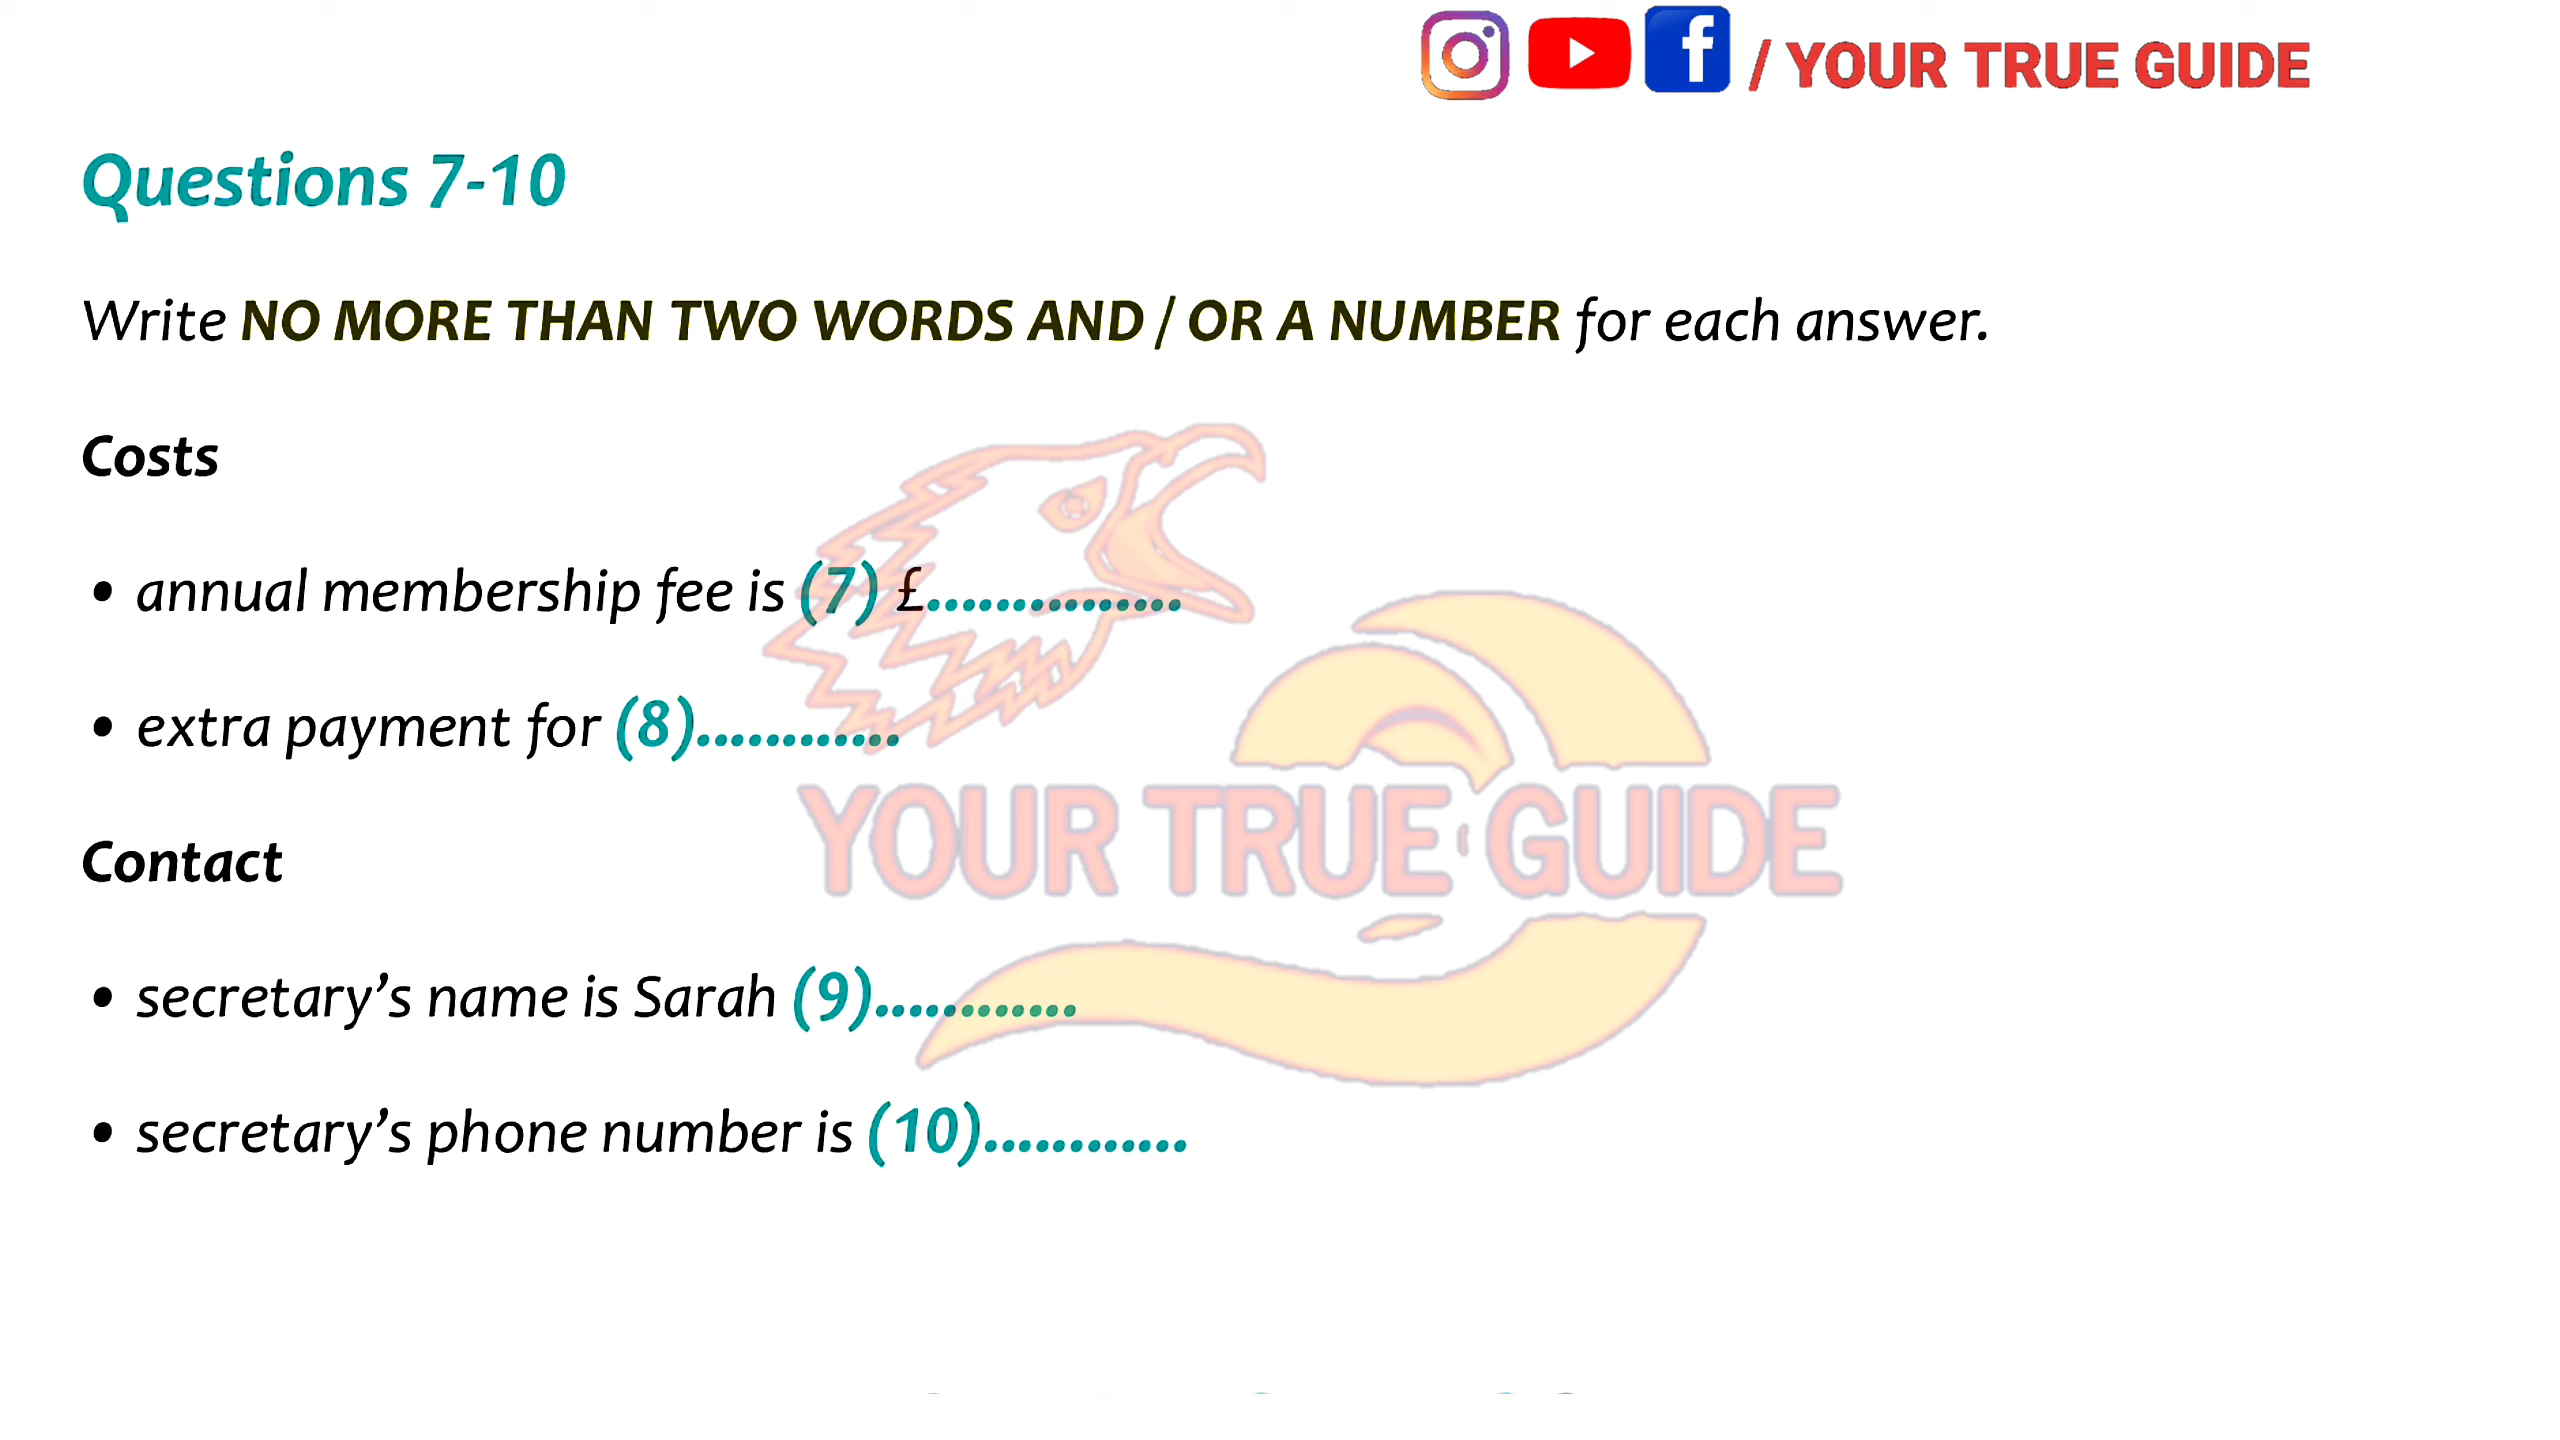 / YOUR TRUE GUIDE
Questions 7-10
Write NO MORE THAN TWO WORDS AND / OR A NUMBER for each answer.
Costs
• annual membership fee is (7) £...............
• extra payment for (8)............
YOUR TRUE GUIDE
Contact
• secretary’s name is Sarah (9)............
• secretary’s phone number is (10)............